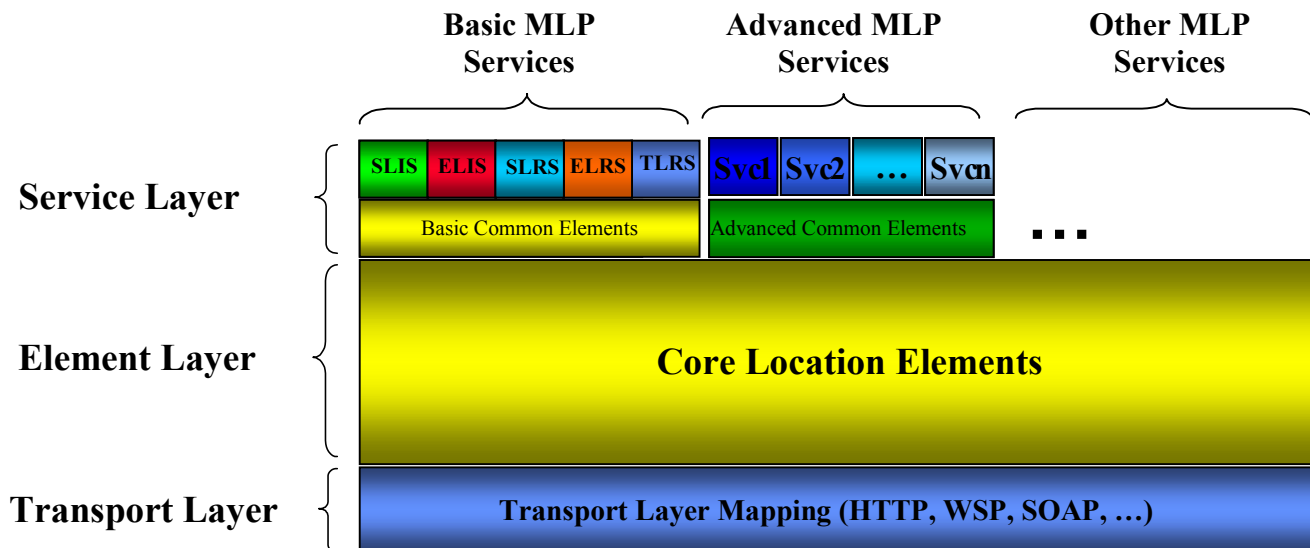 Basic MLP
Services
Advanced MLP
Services
Other MLP
Services
Service Layer
SLIS ELIS SLRS ELRS TLRS
Svc1 Svc2 … Svcn
Basic Common Elements
Advanced Common Elements
…
Element Layer
Core Location Elements
Transport Layer
Transport Layer Mapping (HTTP, WSP, SOAP, …)